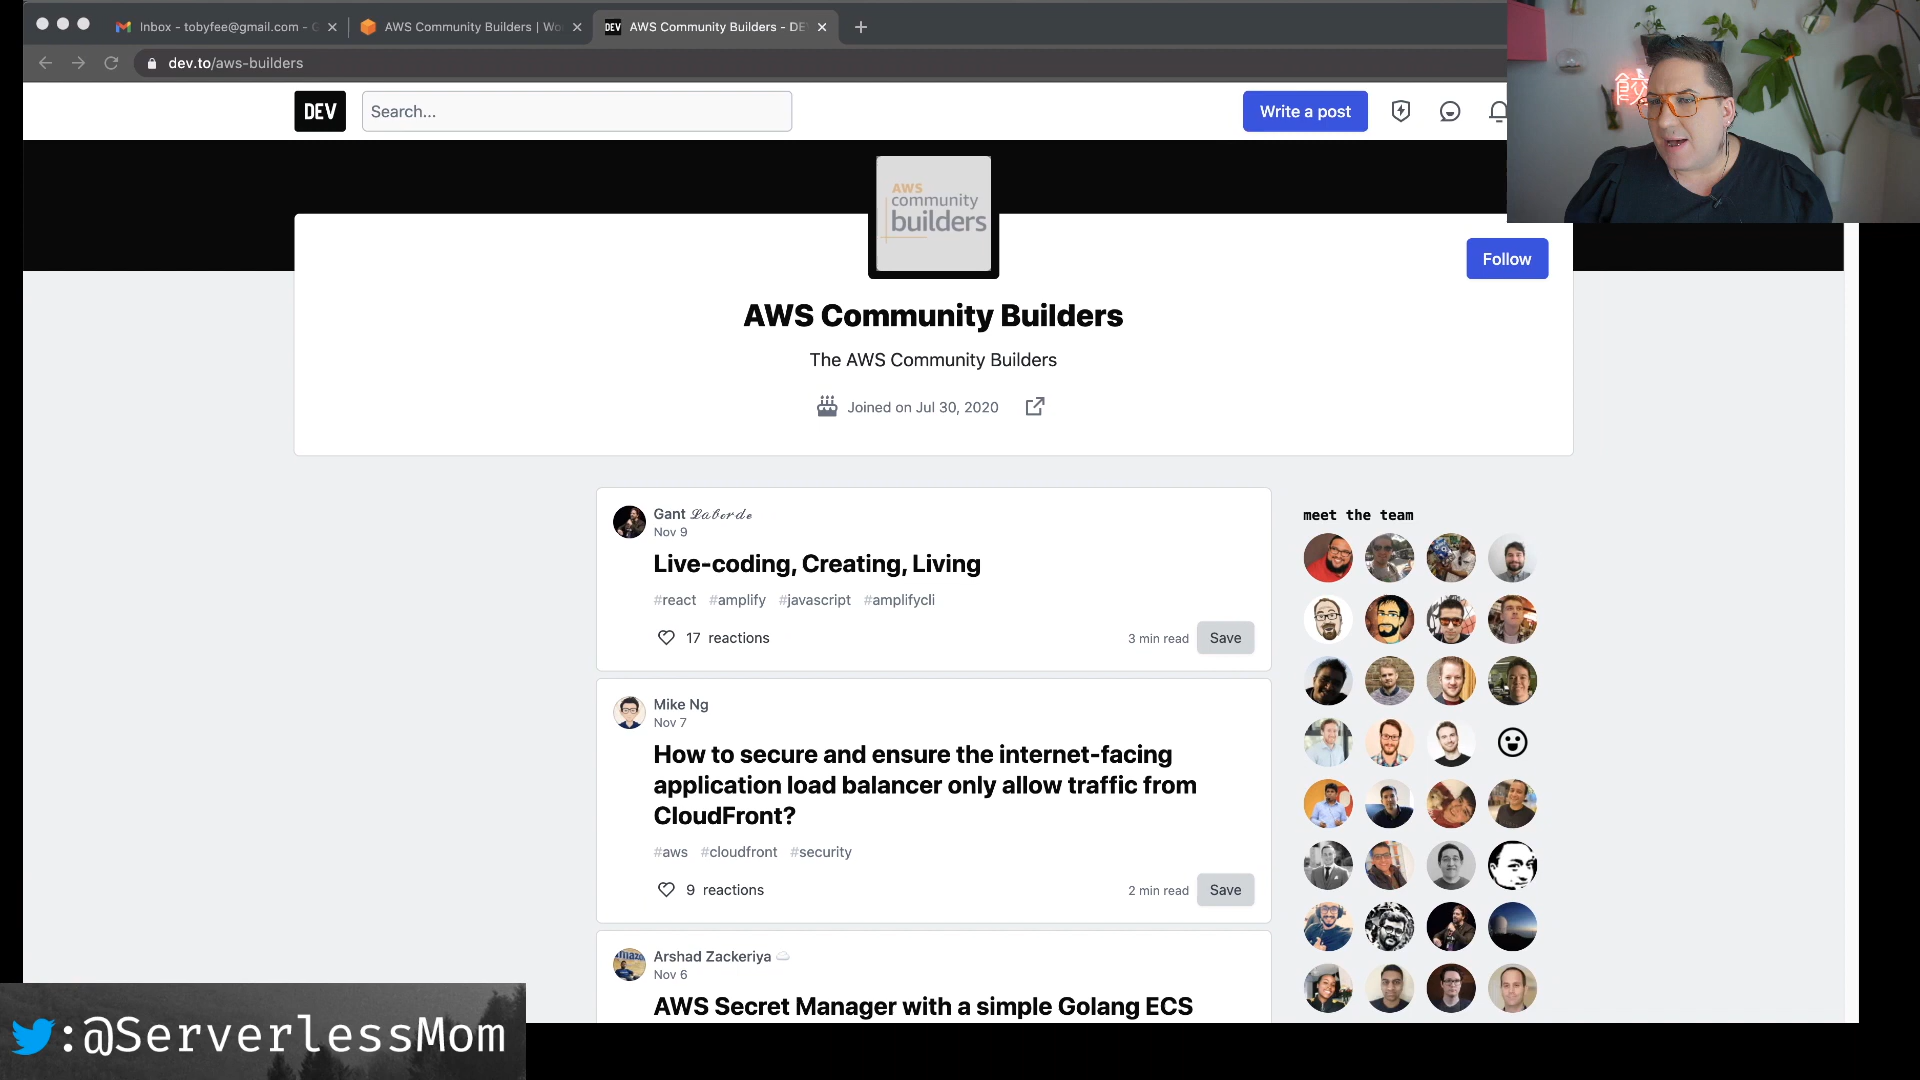 Inbox - tobyfee@gmail.com - G
AWS Community Builders | Wo
DEV AWS Community Builders - DE
dev.to/aws-builders
DEV
Search...
Write a post
餃
AWS
community
builders
Follow
AWS Community Builders
The AWS Community Builders
Joined on Jul 30, 2020
Gant 𝓛𝓪𝓫𝓸𝓻𝓭𝓮
Nov 9
Live-coding, Creating, Living
#react #amplify #javascript #amplifycli
17 reactions
3 min read
Save
Mike Ng
Nov 7
How to secure and ensure the internet-facing
application load balancer only allow traffic from
CloudFront?
#aws #cloudfront #security
9 reactions
2 min read
Save
Arshad Zackeriya
Nov 6
AWS Secret Manager with a simple Golang ECS
meet the team
:@ServerlessMom